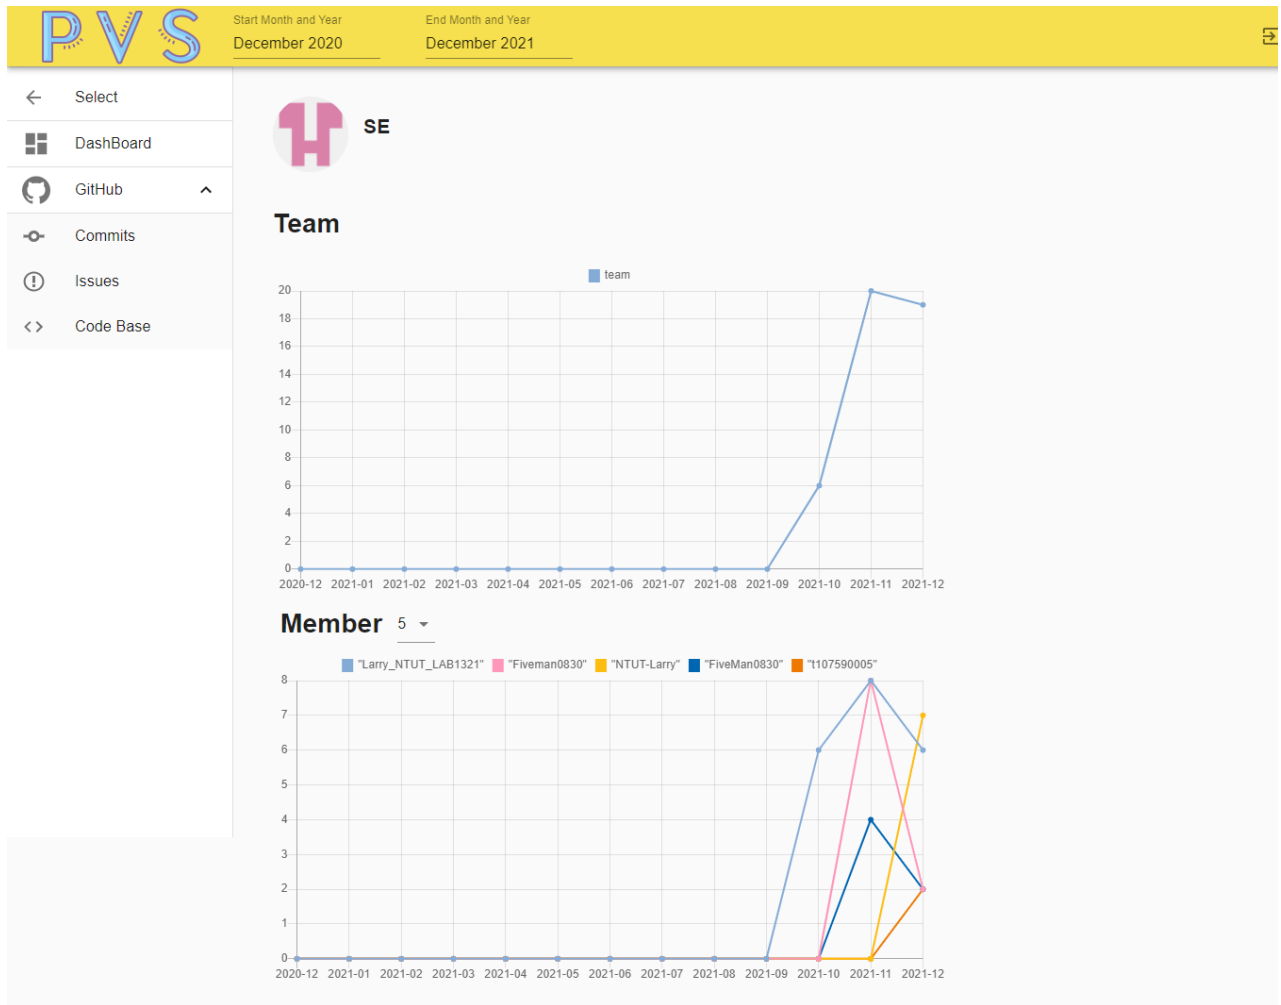 PVS
Start Month and Year
End Month and Year
December 2020
December 2021
Select
DashBoard
GitHub
Commits
Issues
Code Base
SE
Team
team
20
18
16
14
12
10
8
6
4
2
0
2020-12 2021-01 2021-02 2021-03 2021-04 2021-05 2021-06 2021-07 2021-08 2021-09 2021-10 2021-11 2021-12
Member 5
"Larry_NTUT_LAB1321" "Fiveman0830" "NTUT-Larry" "FiveMan0830" "t107590005"
8
7
6
5
4
3
2
1
0
2020-12 2021-01 2021-02 2021-03 2021-04 2021-05 2021-06 2021-07 2021-08 2021-09 2021-10 2021-11 2021-12